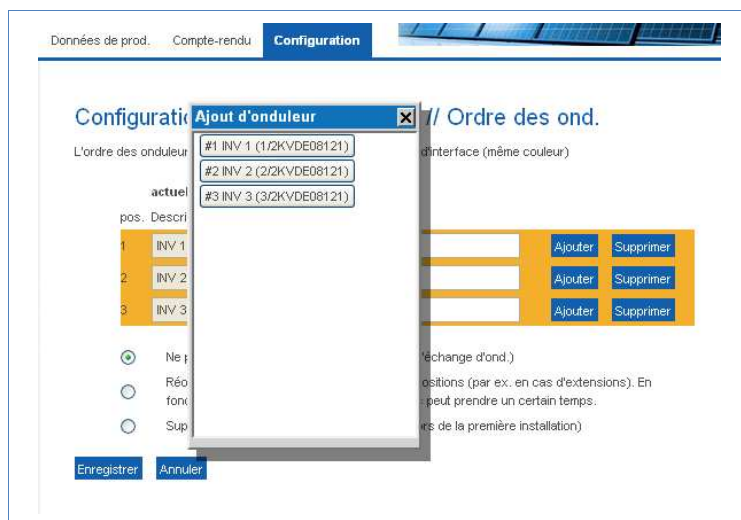 Données de prod. Compte-rendu Configuration
Configurati // Ordre des ond.
Ajout d'onduleur
#1 INV 1 (1/2KVDE08121)
#2 INV 2 (2/2KVDE08121)
#3 INV 3 (3/2KVDE08121)
L'ordre des onduleur d'interface (même couleur)
actuel
pos. Descri
1 INV 1 Ajouter Supprimer
2 INV 2 Ajouter Supprimer
3 INV 3 Ajouter Supprimer
Ne 'échange d'ond.)
Réo ositions (par ex. en cas d'extensions). En
fonc peut prendre un certain temps.
Sup rs de la première installation)
Enregistrer Annuler